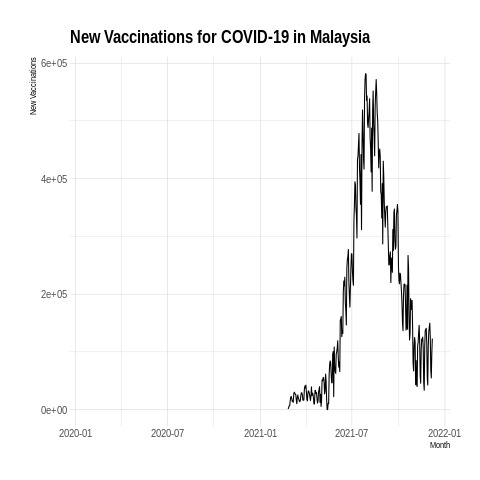 New Vaccinations for COVID-19 in Malaysia
New Vaccinations
6e+05
4e+05
2e+05
0e+00
2020-01
2020-07
2021-01
2021-07
2022-01
Month